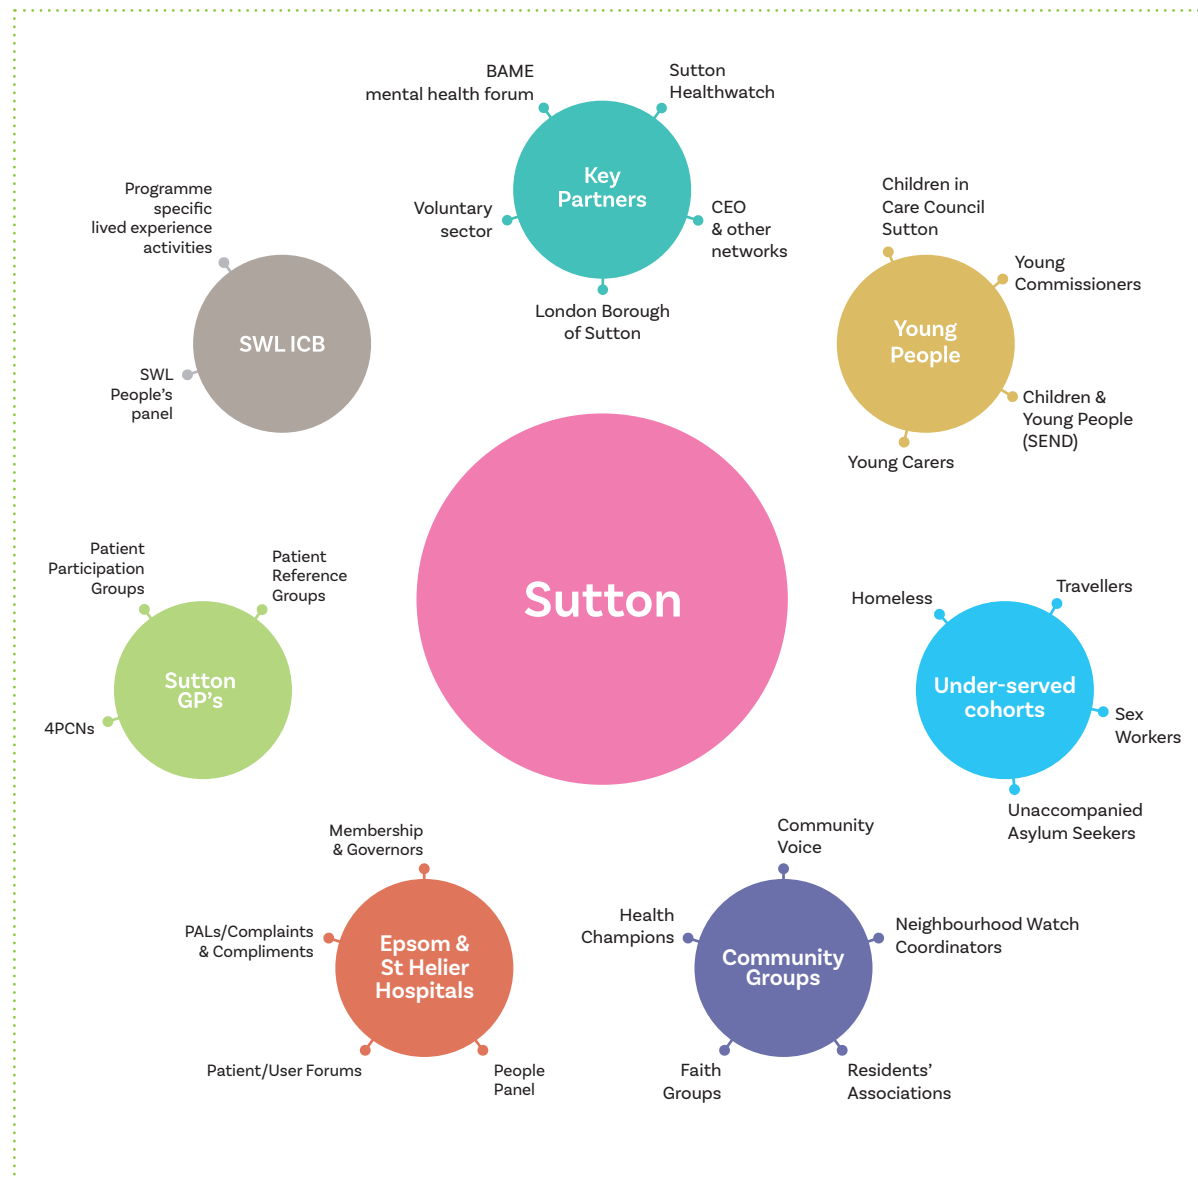 BAME
mental health forum
Sutton
Healthwatch
Key
Partners
Voluntary
sector
CEO
& other
networks
London Borough
of Sutton
Programme
specific
lived experience
activities
SWL ICB
SWL
People’s
panel
Children in
Care Council
Sutton
Young
Commissioners
Young
People
Children &
Young People
(SEND)
Young Carers
Sutton
Patient
Participation
Groups
Patient
Reference
Groups
Sutton
GP’s
4PCNs
Homeless
Travellers
Under-served
cohorts
Sex
Workers
Unaccompanied
Asylum Seekers
Membership
& Governors
PALs/Complaints
& Compliments
Epsom &
St Helier
Hospitals
Patient/User Forums
People
Panel
Community
Voice
Health
Champions
Neighbourhood Watch
Coordinators
Community
Groups
Faith
Groups
Residents’
Associations